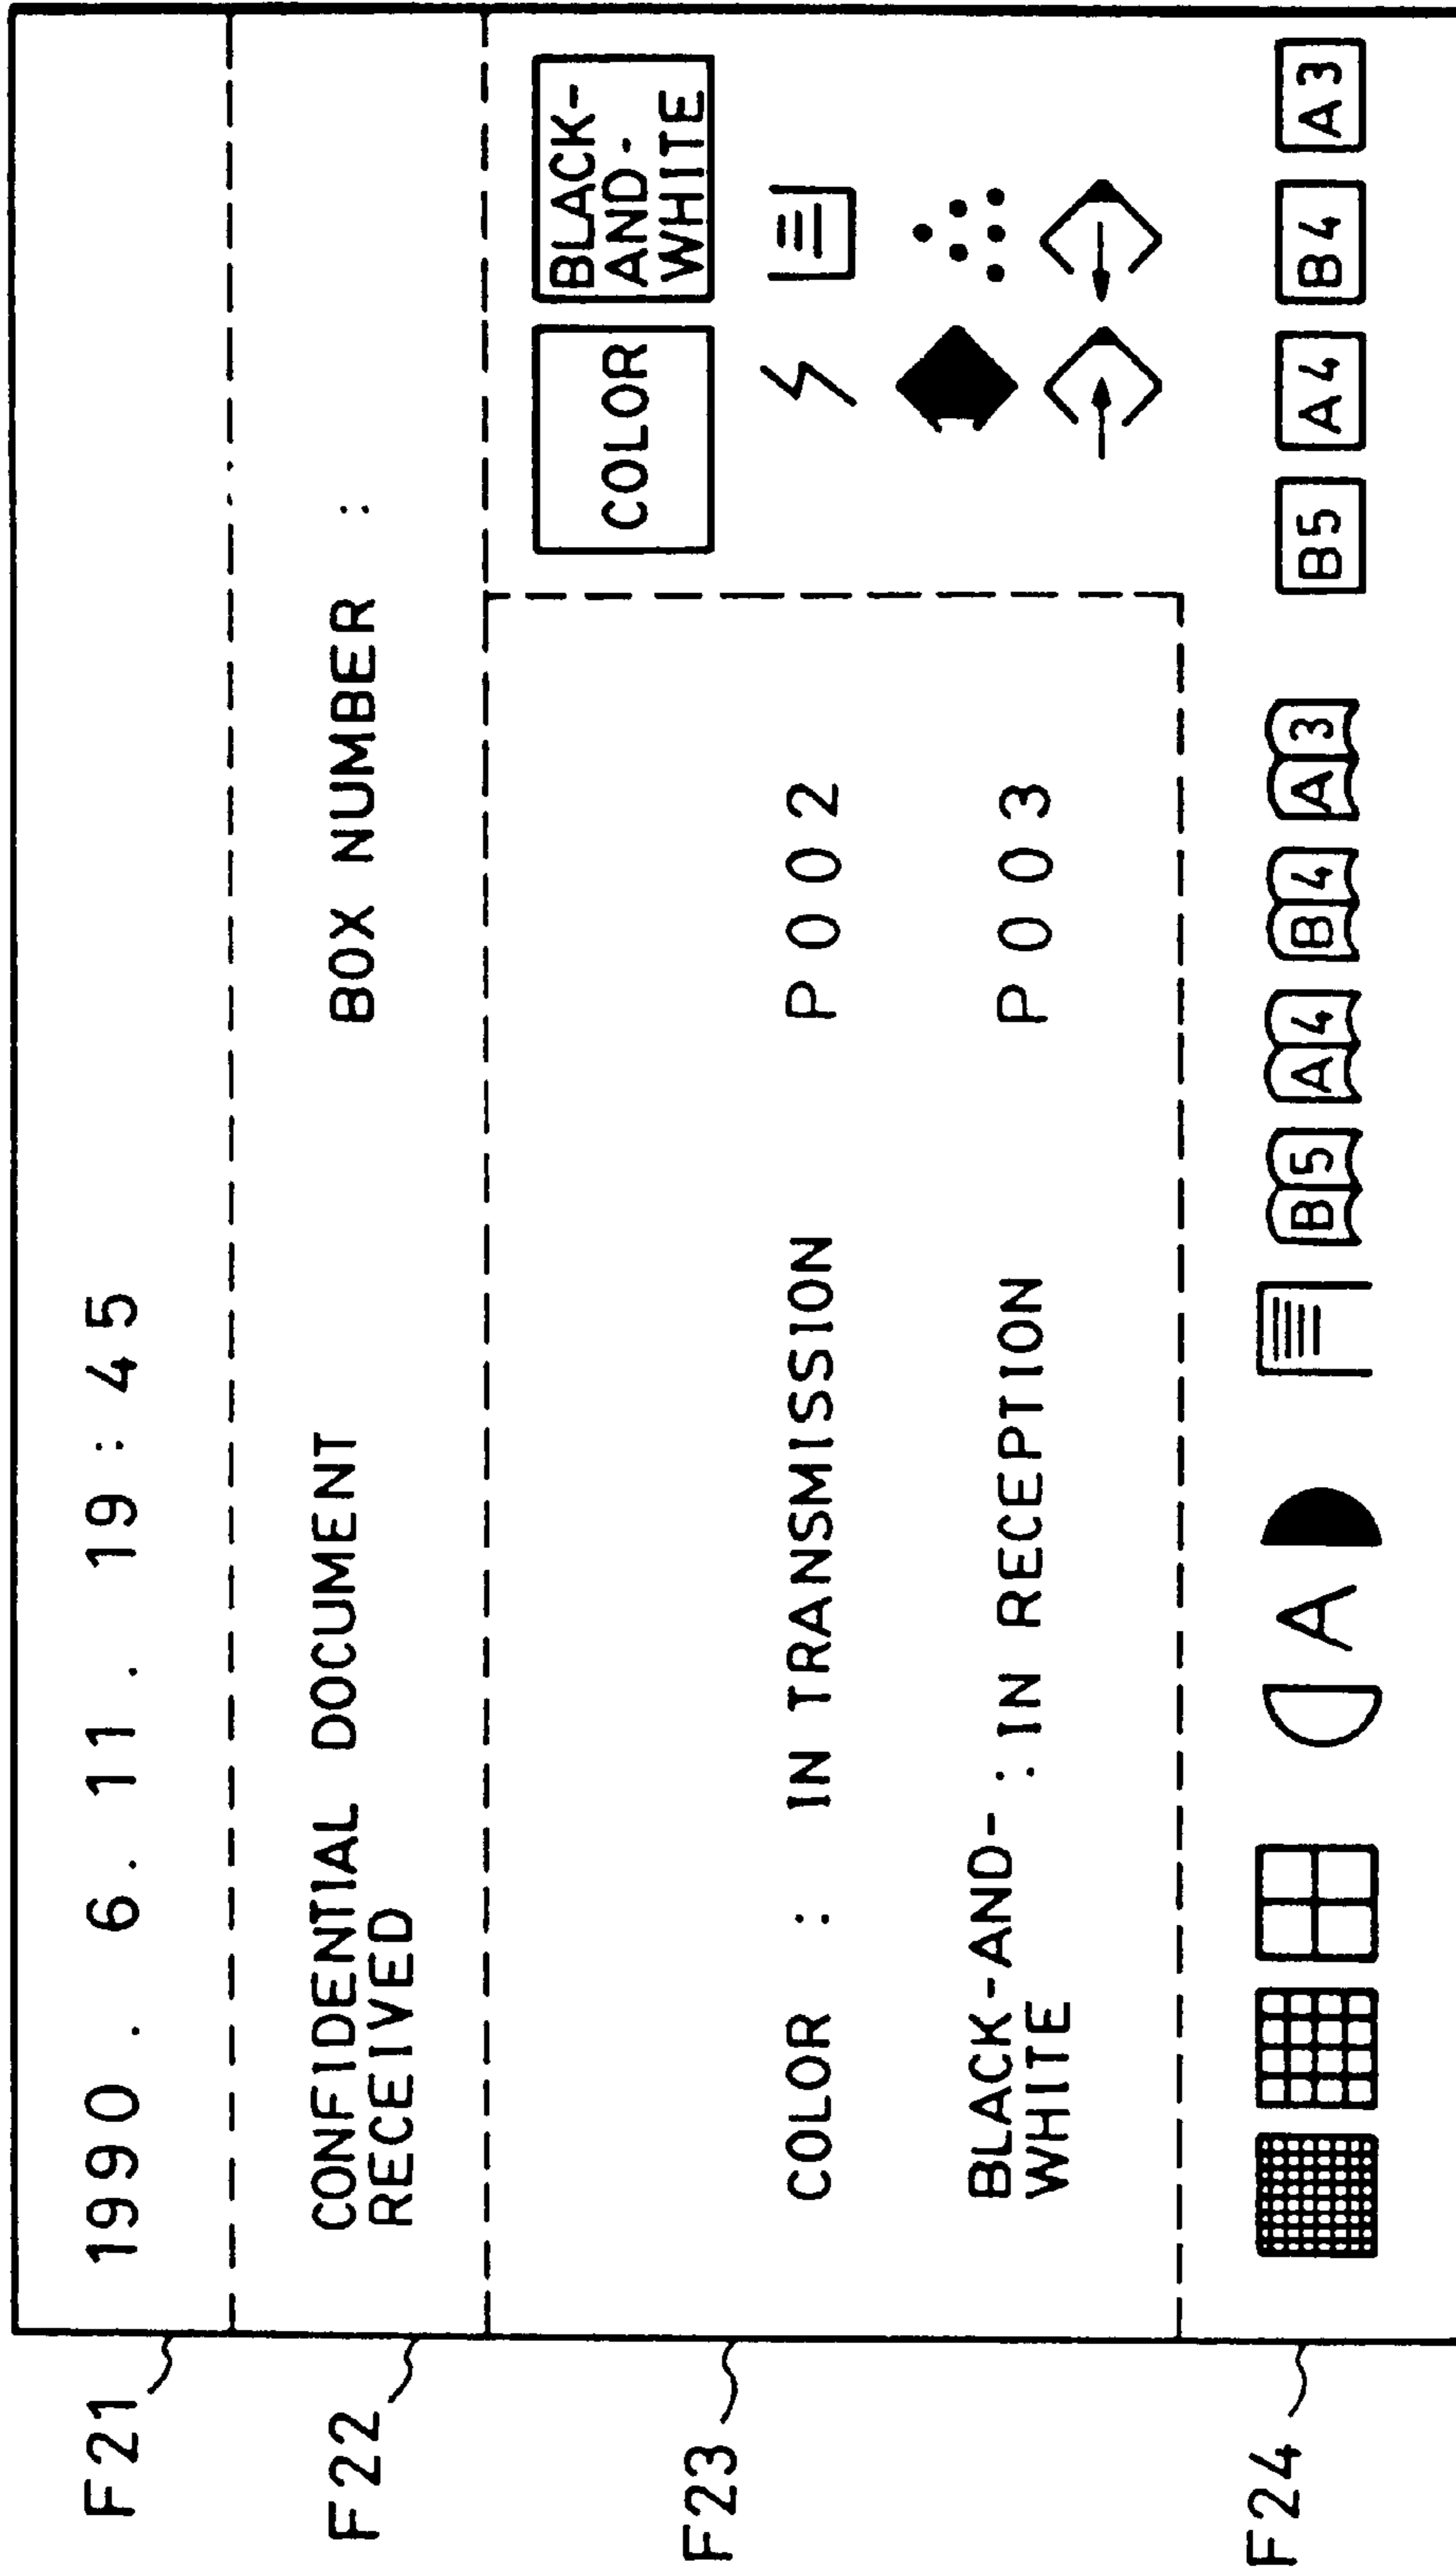 F21
1990. 6. 11. 19:45
F22
CONFIDENTIAL DOCUMENT
RECEIVED
BOX NUMBER :
F23
COLOR : IN TRANSMISSION P002
BLACK-AND- : IN RECEPTION P003
WHITE
COLOR
BLACK-
AND-
WHITE
F24
A
B5 A4 B4 A3
B5 A4 B4 A3